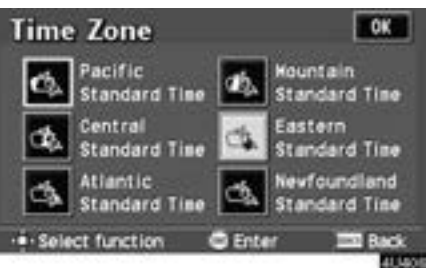 Time Zone OK
Pacific Standard Time
Mountain Standard Time
Central Standard Time
Eastern Standard Time
Atlantic Standard Time
Newfoundland Standard Time
Select function Enter Back